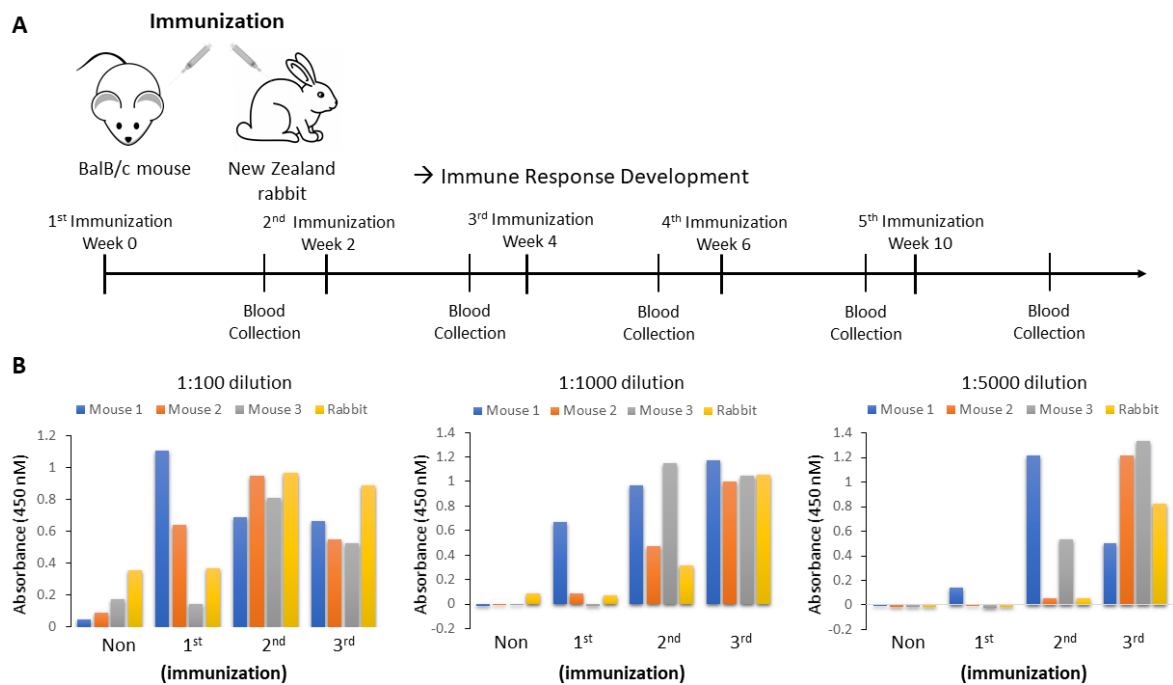 A
Immunization
BalB/c mouse
New Zealand
rabbit
→ Immune Response Development
1st Immunization
Week 0
2nd Immunization
Week 2
3rd Immunization
Week 4
4th Immunization
Week 6
5th Immunization
Week 10
Blood
Collection
Blood
Collection
Blood
Collection
Blood
Collection
Blood
Collection
B
1:100 dilution
Mouse 1 Mouse 2 Mouse 3 Rabbit
Absorbance (450 nM)
1.2
1
0.8
0.6
0.4
0.2
0
Non 1st 2nd 3rd
(immunization)
1:1000 dilution
Mouse 1 Mouse 2 Mouse 3 Rabbit
Absorbance (450 nM)
1.4
1.2
1
0.8
0.6
0.4
0.2
0
-0.2
Non 1st 2nd 3rd
(immunization)
1:5000 dilution
Mouse 1 Mouse 2 Mouse 3 Rabbit
Absorbance (450 nM)
1.4
1.2
1
0.8
0.6
0.4
0.2
0
-0.2
Non 1st 2nd 3rd
(immunization)